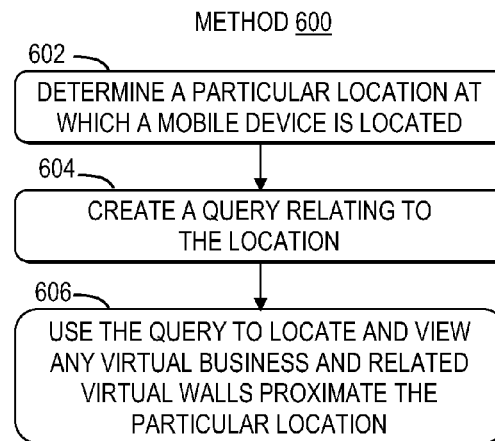 METHOD 600
602
DETERMINE A PARTICULAR LOCATION AT
WHICH A MOBILE DEVICE IS LOCATED
604
CREATE A QUERY RELATING TO
THE LOCATION
606
USE THE QUERY TO LOCATE AND VIEW
ANY VIRTUAL BUSINESS AND RELATED
VIRTUAL WALLS PROXIMATE THE
PARTICULAR LOCATION